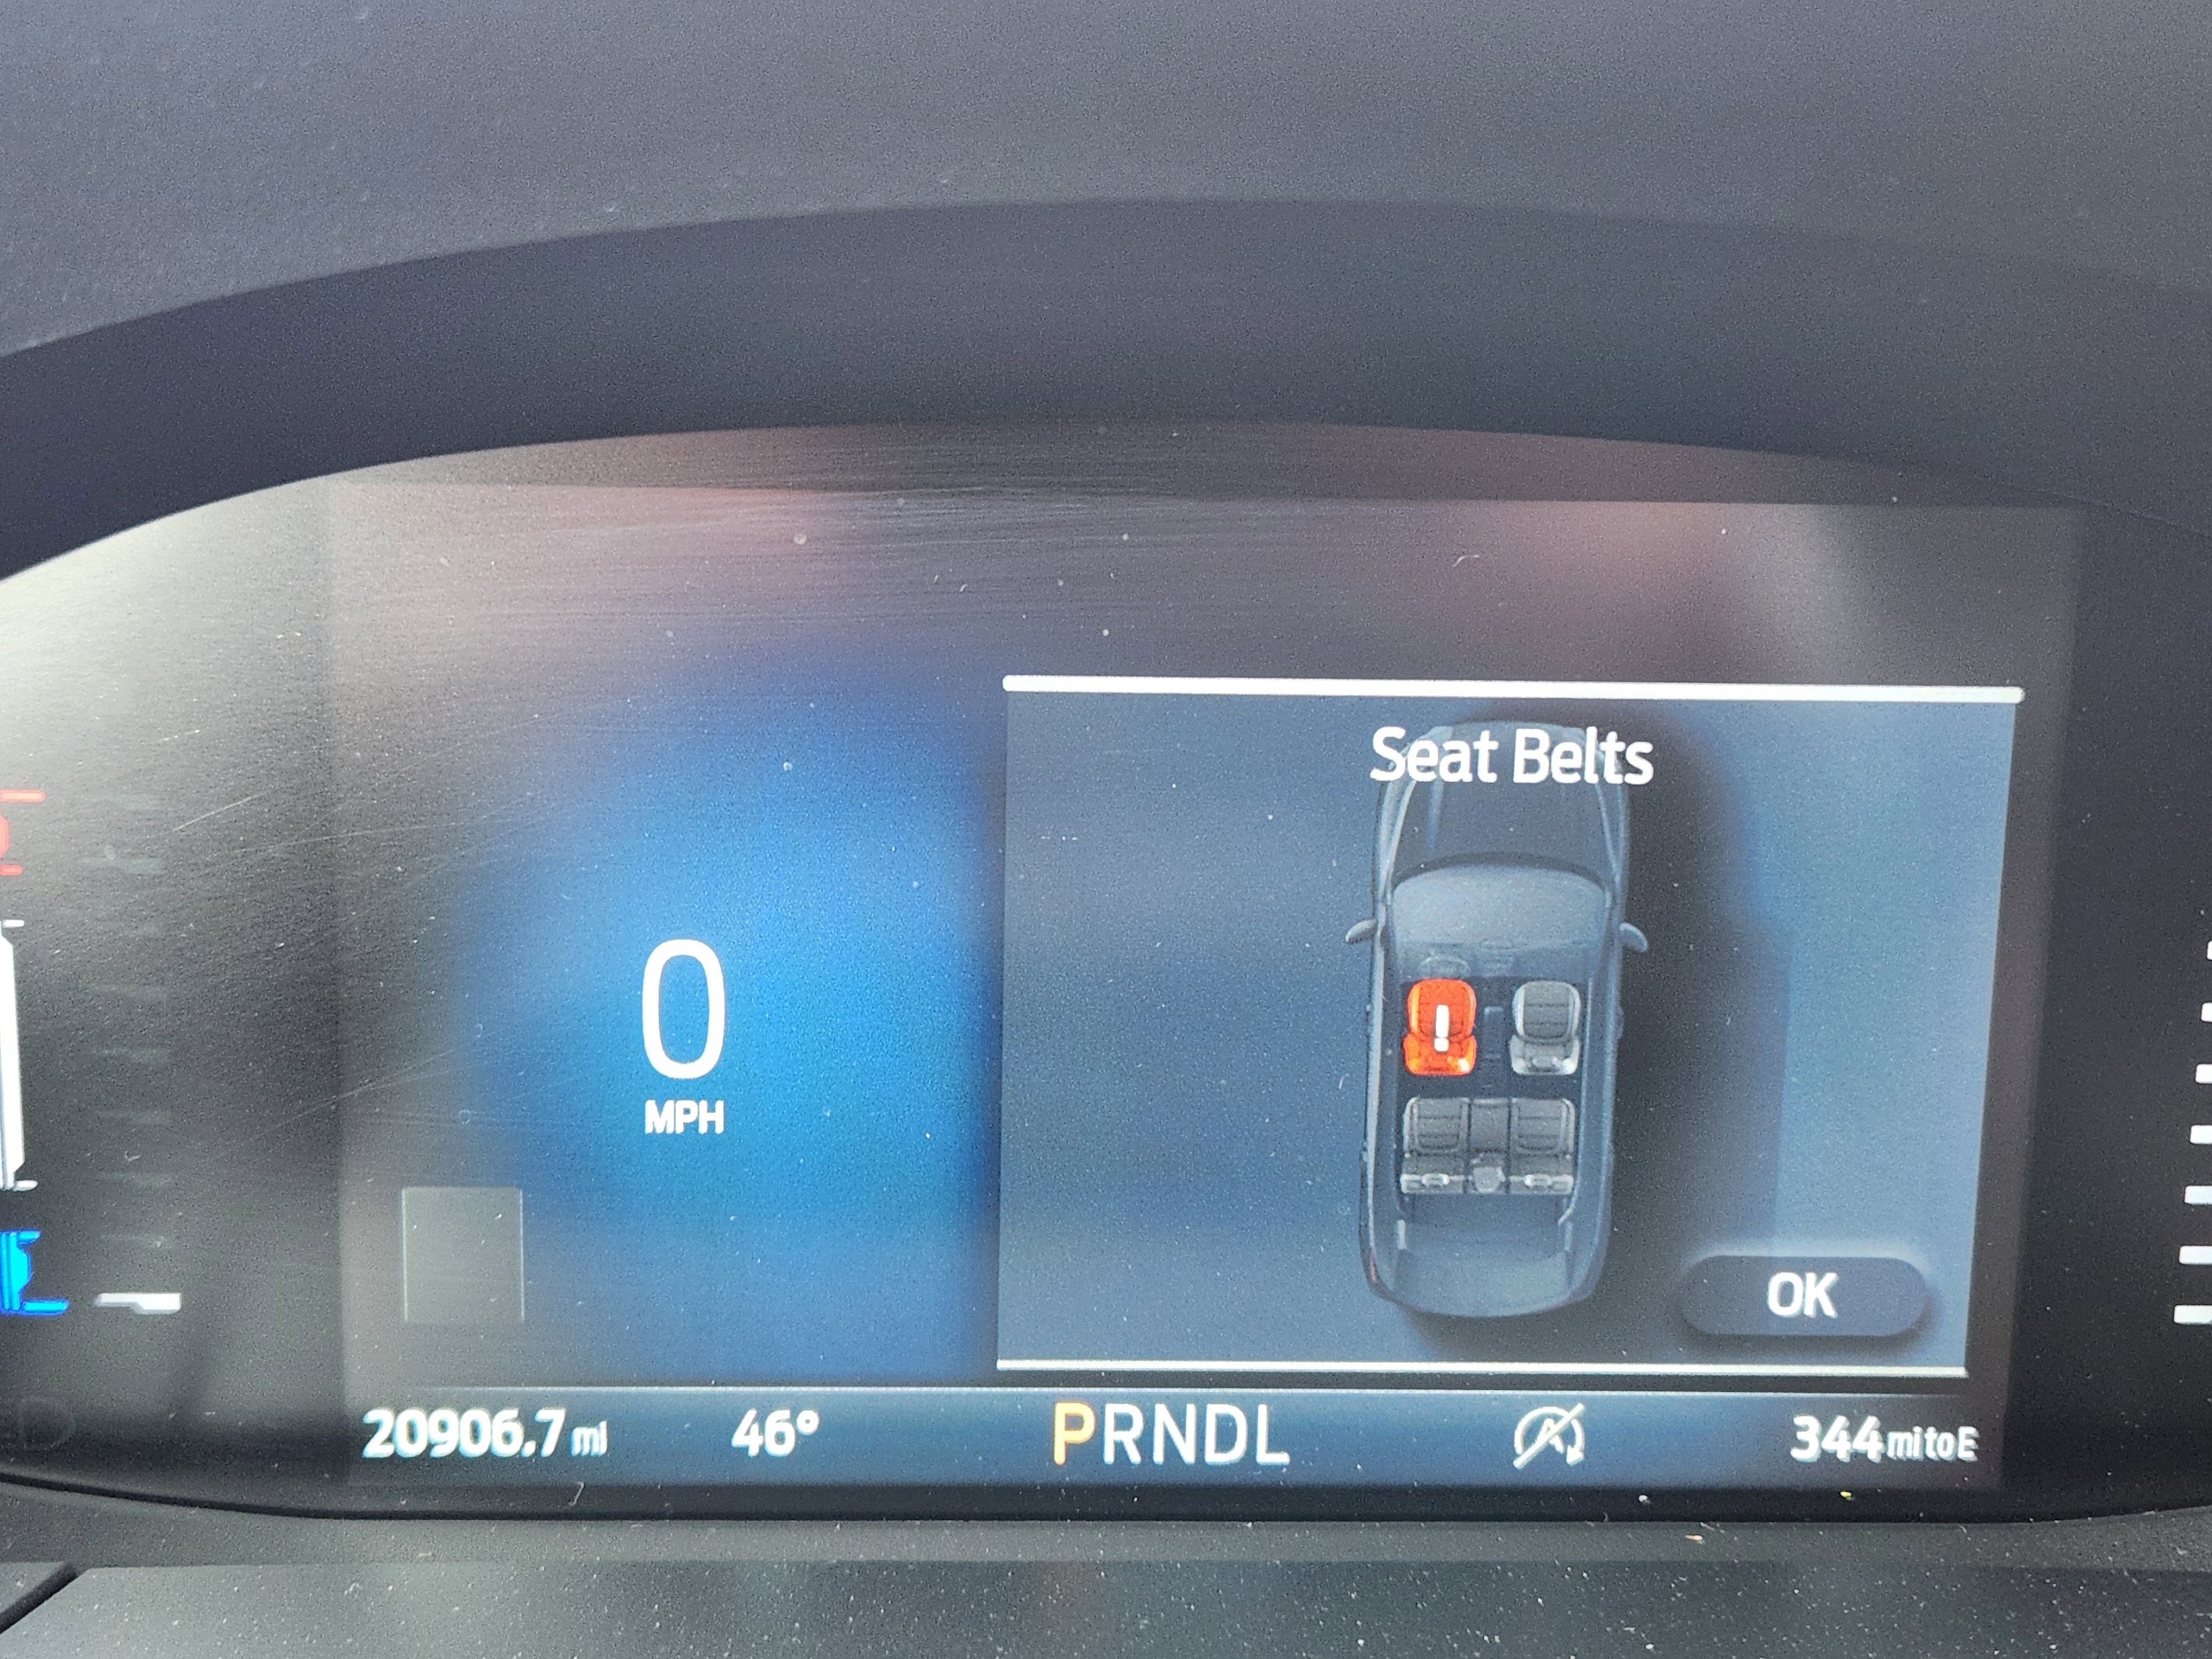 Seat Belts
0
MPH
OK
20906.7 mi 46° PRNDL 344 mi to E